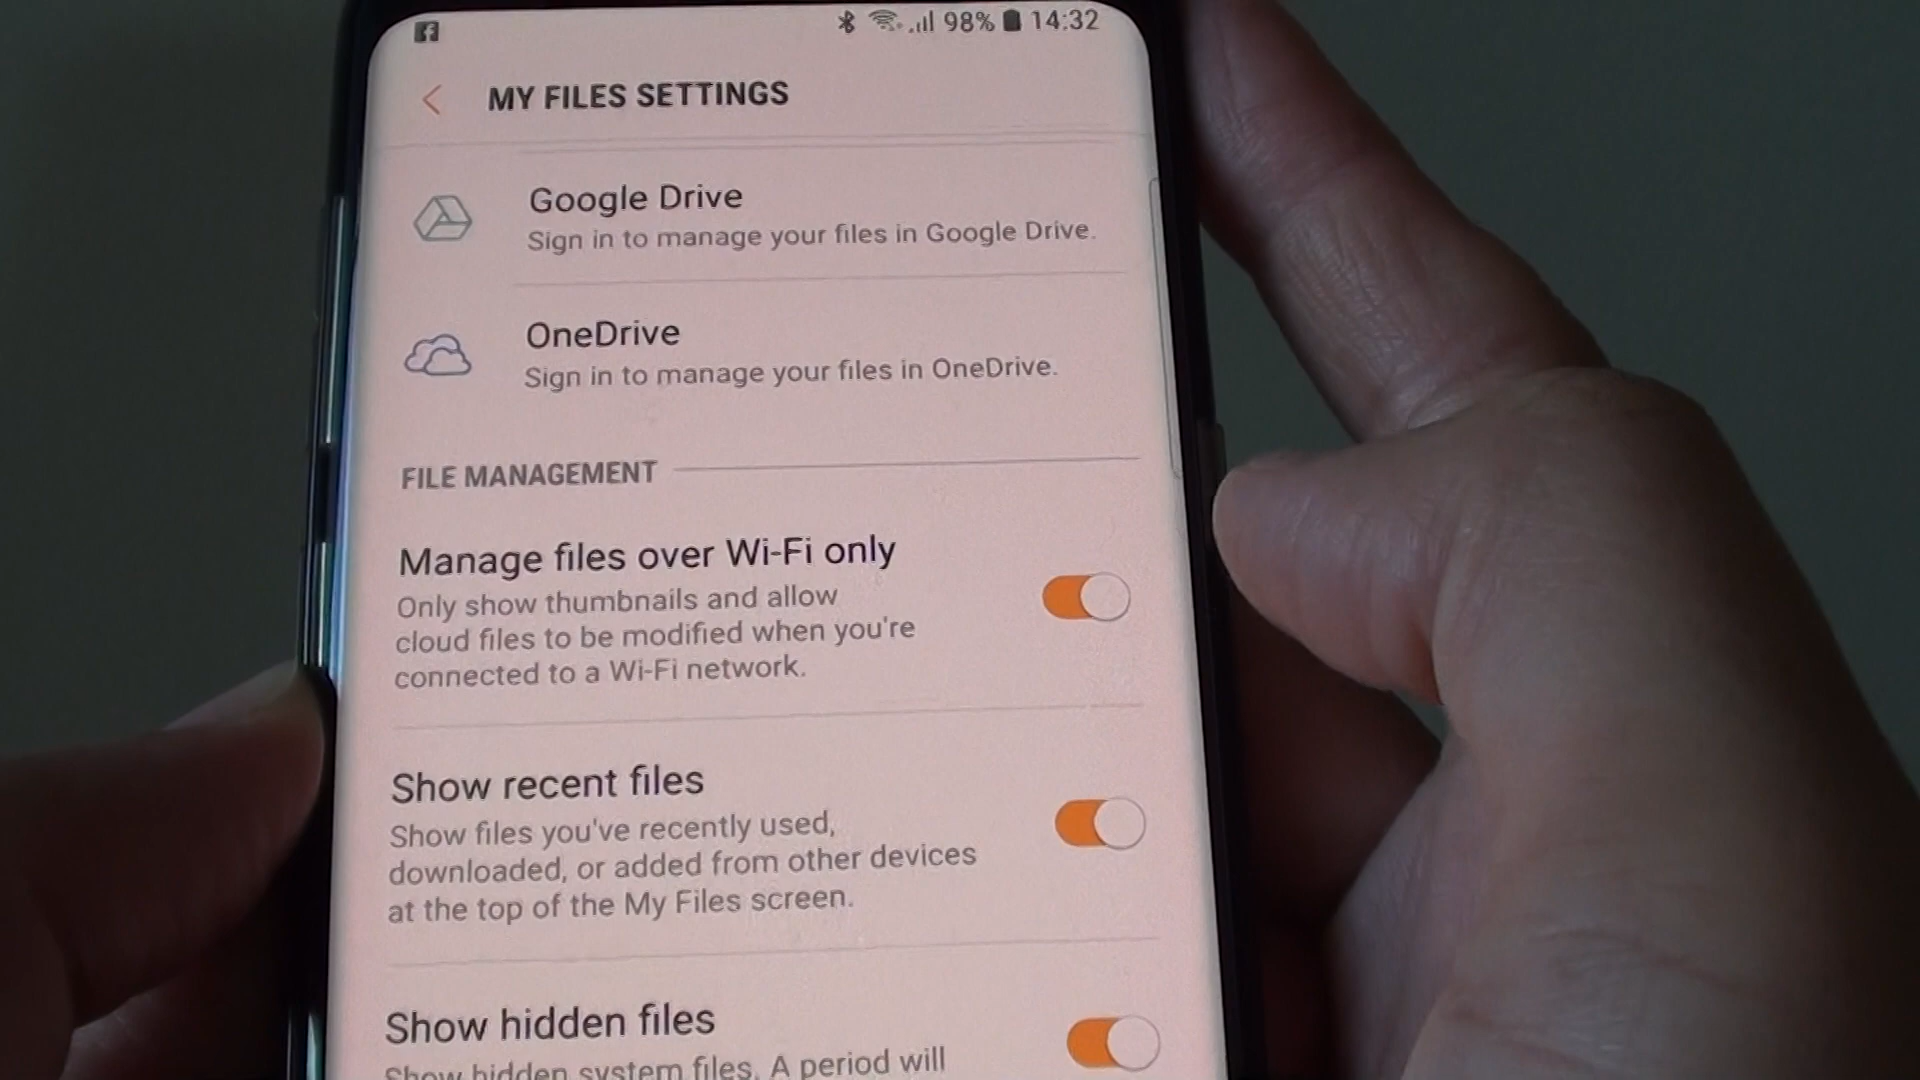 98% 14:32
MY FILES SETTINGS
Google Drive
Sign in to manage your files in Google Drive.
OneDrive
Sign in to manage your files in OneDrive.
FILE MANAGEMENT
Manage files over Wi-Fi only
Only show thumbnails and allow
cloud files to be modified when you're
connected to a Wi-Fi network.
Show recent files
Show files you've recently used,
downloaded, or added from other devices
at the top of the My Files screen.
Show hidden files
Show hidden system files. A period will